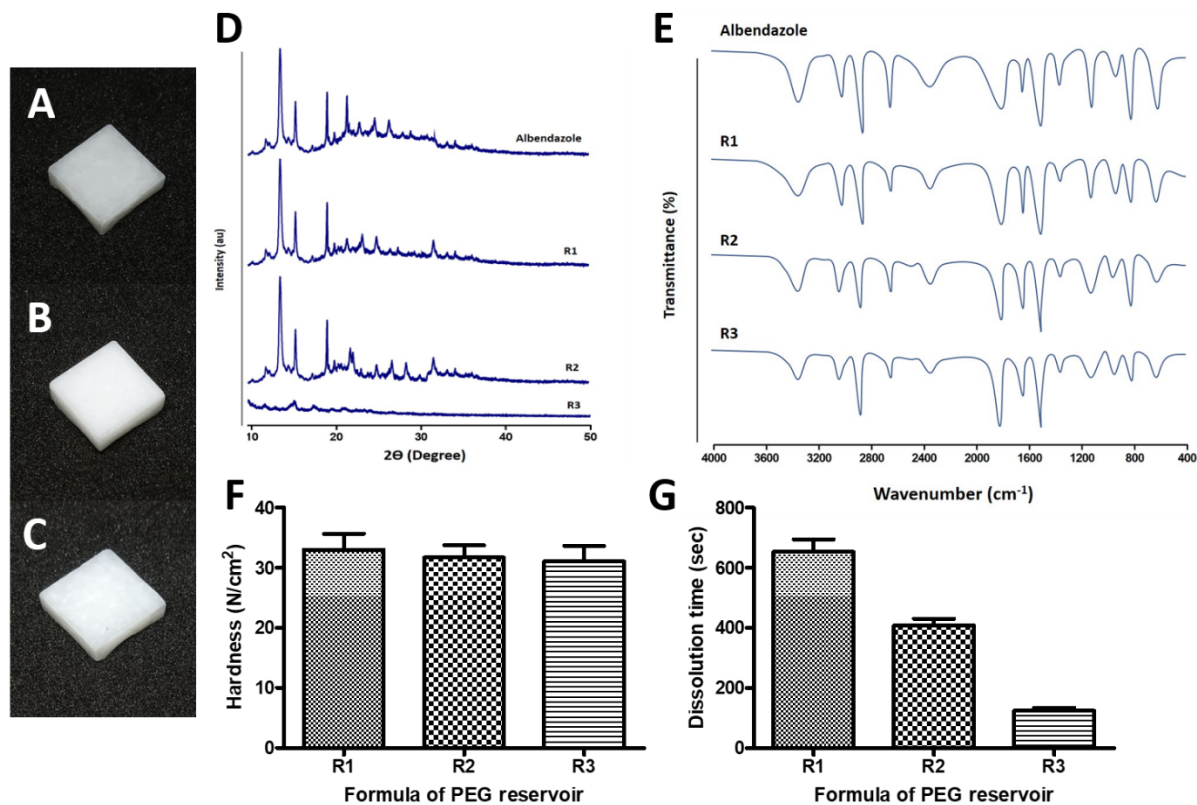 A
B
C
D
Intensity (au)
Albendazole
R1
R2
R3
10 20 30 40 50
2Θ (Degree)
E
Transmittance (%)
Albendazole
R1
R2
R3
4000 3600 3200 2800 2400 2000 1600 1200 800 400
Wavenumber (cm⁻¹)
F
Hardness (N/cm²)
40
30
20
10
0
R1 R2 R3
Formula of PEG reservoir
G
Dissolution time (sec)
800
600
400
200
0
R1 R2 R3
Formula of PEG reservoir